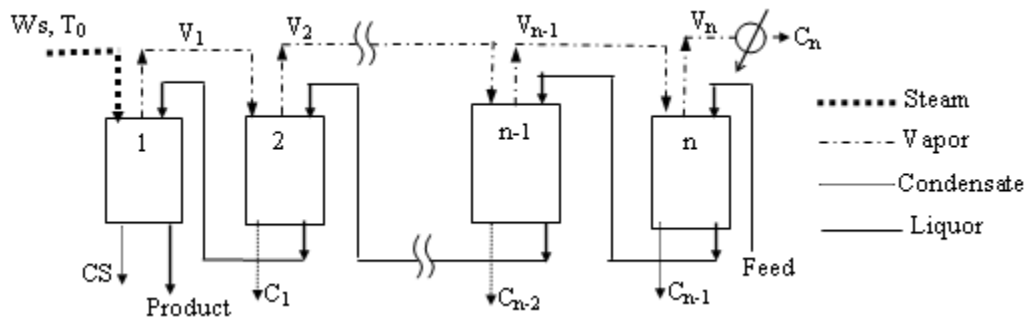 Ws, T₀
V₁
V₂
Vₙ₋₁
Vₙ
Cₙ
1
2
n-1
n
Steam
Vapor
Condensate
Liquor
CS
Product
C₁
Cₙ₋₂
Cₙ₋₁
Feed